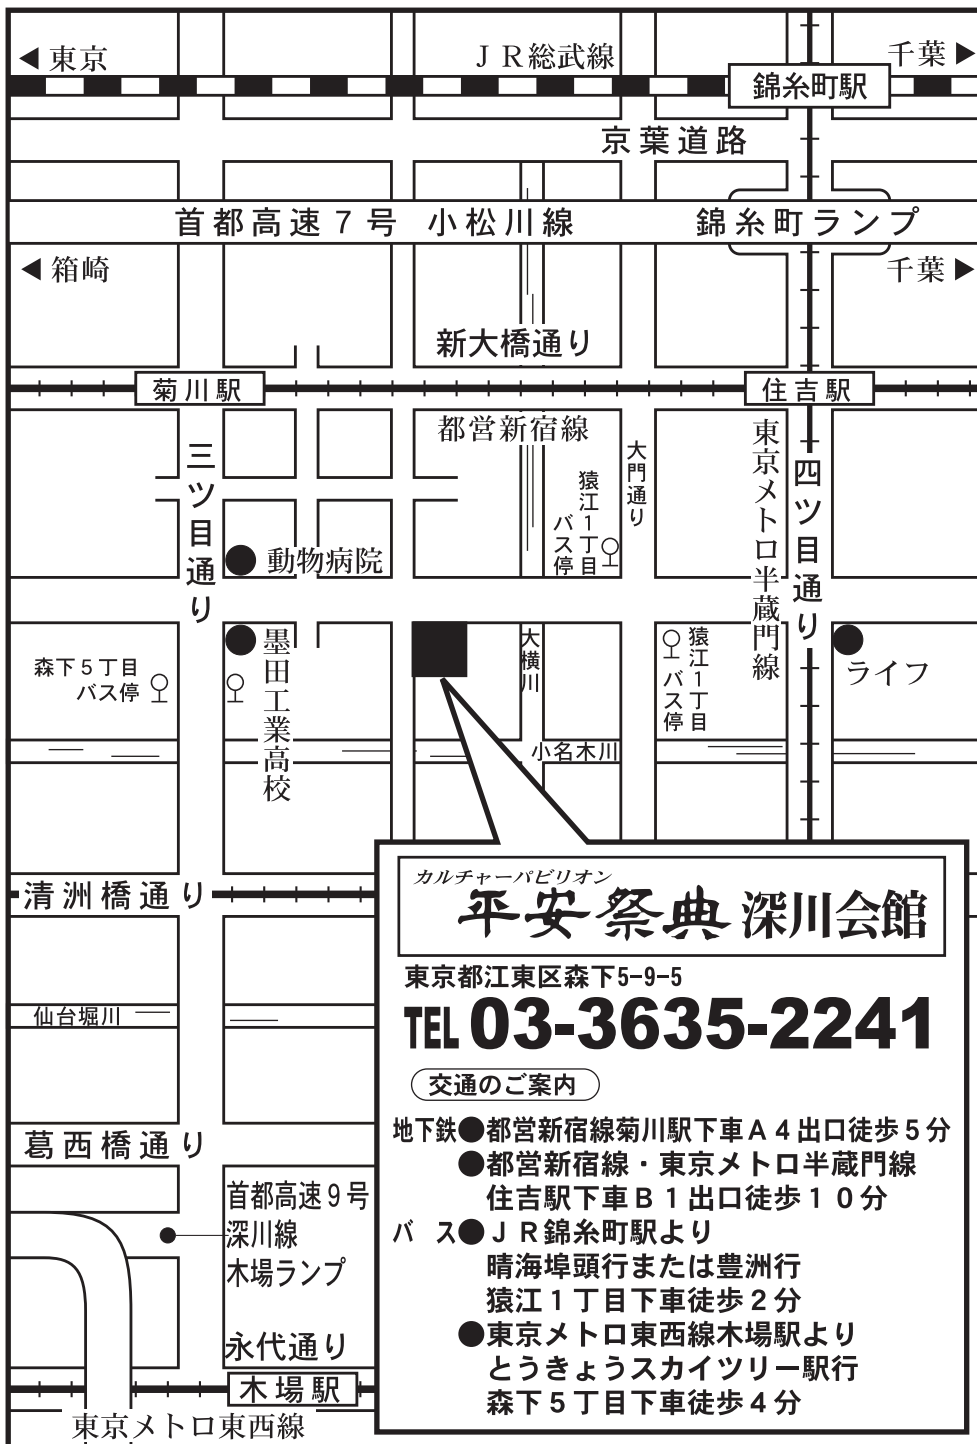 ◀東京
ＪＲ総武線
千葉▶
錦糸町駅
京葉道路
首都高速７号 小松川線
錦糸町ランプ
◀箱崎
千葉▶
新大橋通り
菊川駅
住吉駅
都営新宿線
三ツ目通り
大門通り
猿江1丁目
バス停
東京メトロ半蔵門線
四ツ目通り
●動物病院
墨田工業高校
森下５丁目
バス停
大横川
猿江1丁目
バス停
ライフ
小名木川
清洲橋通り
仙台堀川
葛西橋通り
首都高速９号
深川線
木場ランプ
永代通り
木場駅
東京メトロ東西線
カルチャーパビリオン
平安祭典 深川会館
東京都江東区森下5-9-5
TEL 03-3635-2241
交通のご案内
地下鉄●都営新宿線菊川駅下車Ａ４出口徒歩５分
●都営新宿線・東京メトロ半蔵門線
住吉駅下車Ｂ１出口徒歩１０分
バ ス●ＪＲ錦糸町駅より
晴海埠頭行または豊洲行
猿江１丁目下車徒歩２分
●東京メトロ東西線木場駅より
とうきょうスカイツリー駅行
森下５丁目下車徒歩４分